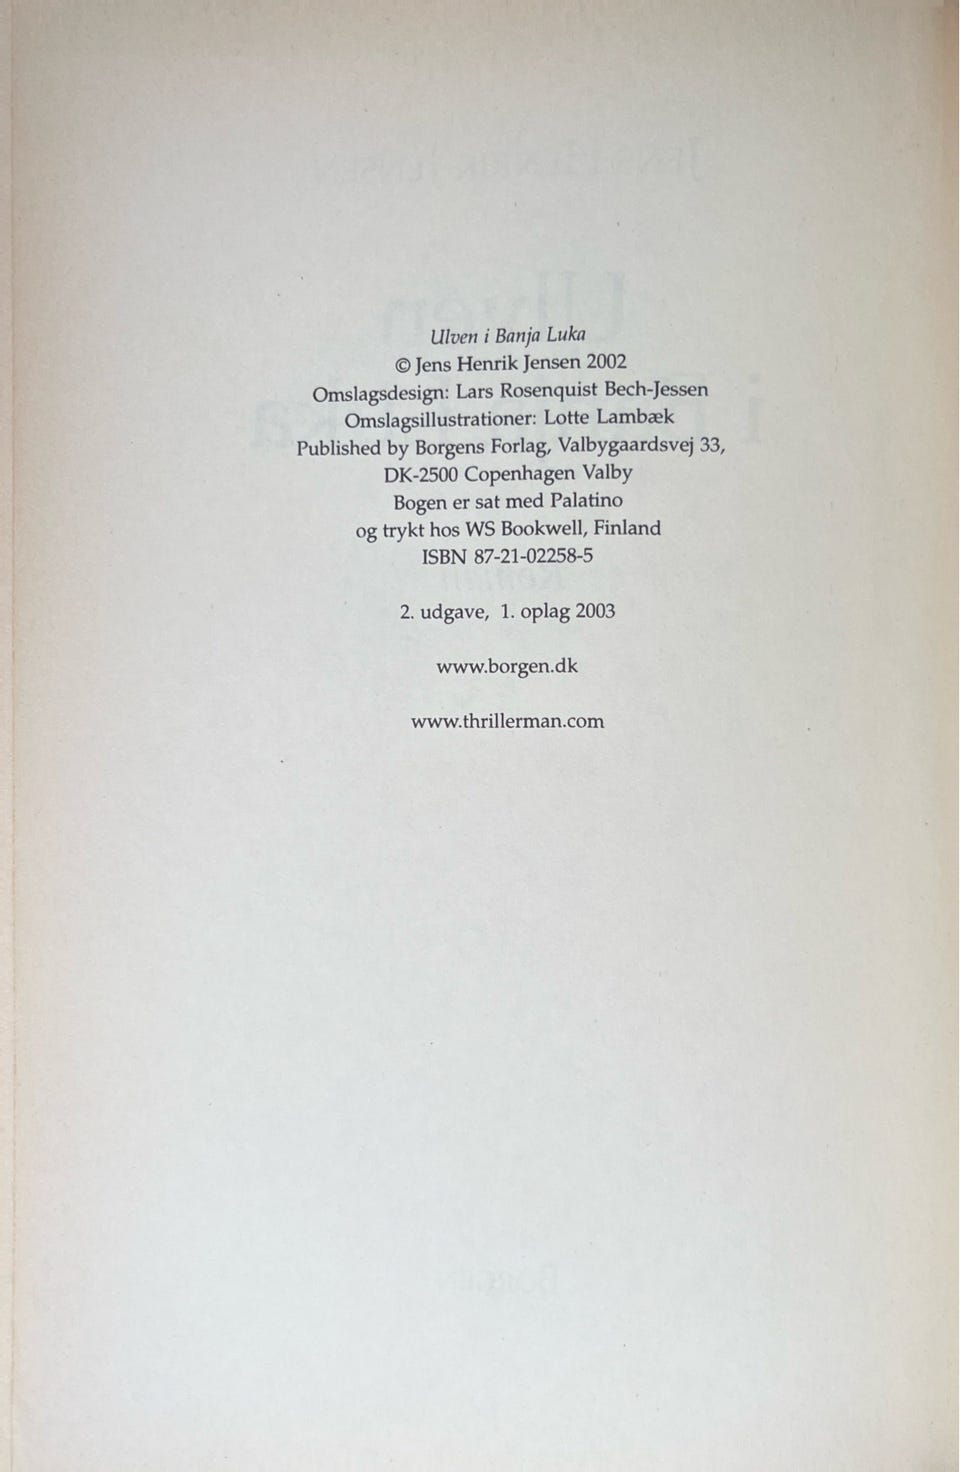 Ulven i Banja Luka
© Jens Henrik Jensen 2002
Omslagsdesign: Lars Rosenquist Bech-Jessen
Omslagsillustrationer: Lotte Lambæk
Published by Borgens Forlag, Valbygaardsvej 33,
DK-2500 Copenhagen Valby
Bogen er sat med Palatino
og trykt hos WS Bookwell, Finland
ISBN 87-21-02258-5
2. udgave, 1. oplag 2003
www.borgen.dk
www.thrillerman.com